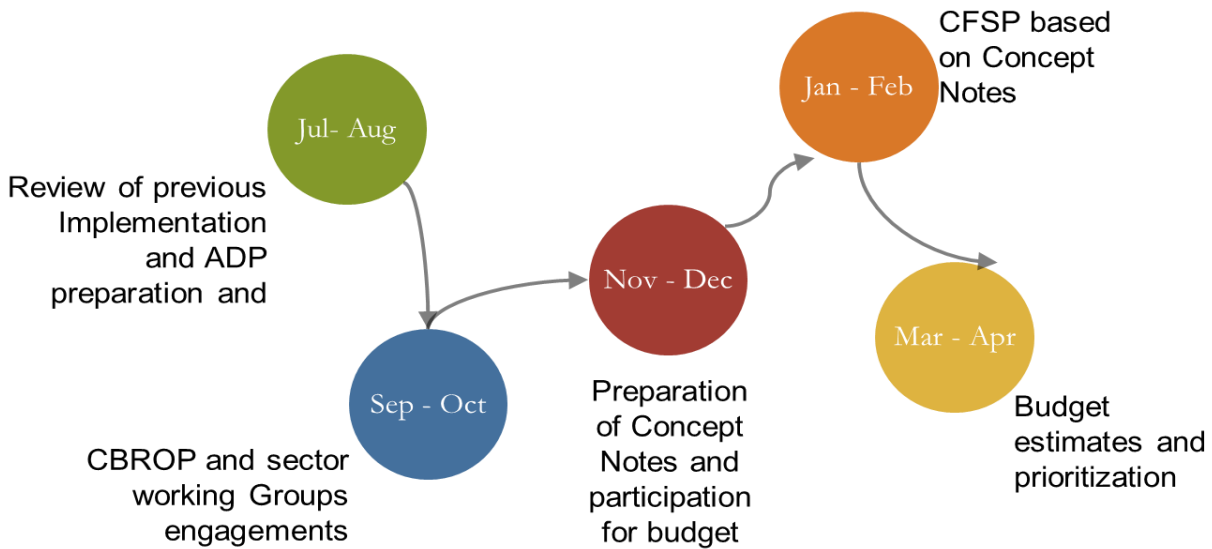 Jul- Aug
Review of previous
Implementation
and ADP
preparation and
Sep - Oct
CBROP and sector
working Groups
engagements
Nov - Dec
Preparation
of Concept
Notes and
participation
for budget
Jan - Feb
CFSP based
on Concept
Notes
Mar - Apr
Budget
estimates and
prioritization